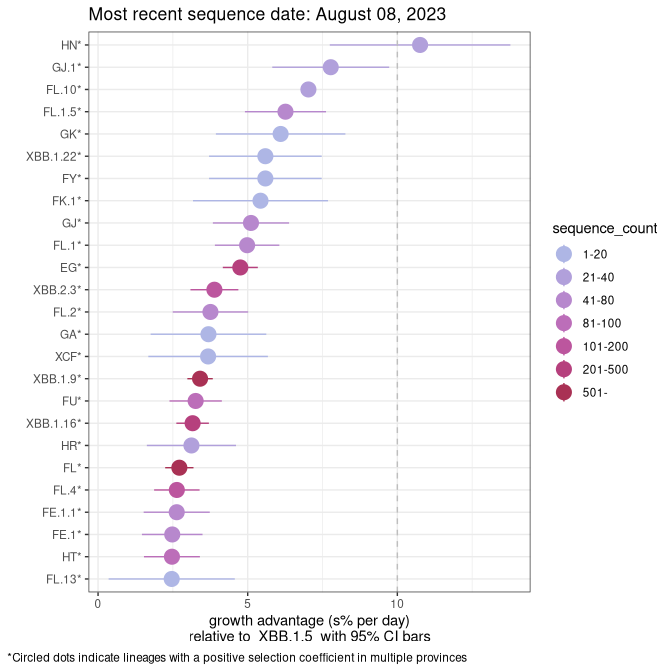 Most recent sequence date: August 08, 2023
HN*
GJ.1*
FL.10*
FL.1.5*
GK*
XBB.1.22*
FY*
FK.1*
GJ*
FL.1*
EG*
XBB.2.3*
FL.2*
GA*
XCF*
XBB.1.9*
FU*
XBB.1.16*
HR*
FL*
FL.4*
FE.1.1*
FE.1*
HT*
FL.13*
0 5 10
growth advantage (s% per day)
relative to XBB.1.5 with 95% CI bars
sequence_count
1-20
21-40
41-80
81-100
101-200
201-500
501-
*Circled dots indicate lineages with a positive selection coefficient in multiple provinces